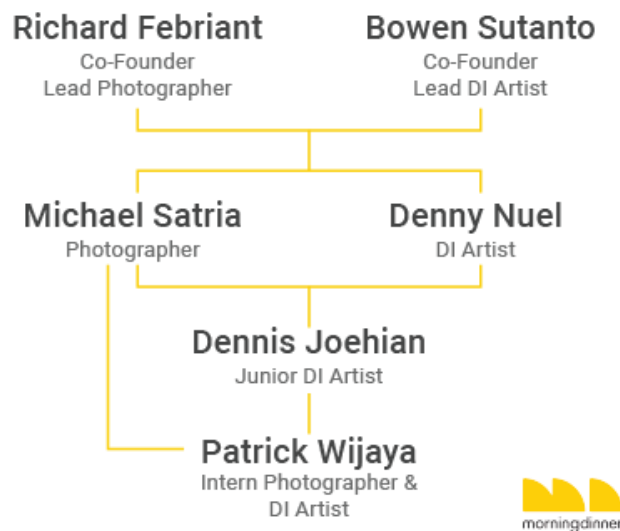 Richard Febriant
Co-Founder
Lead Photographer
Bowen Sutanto
Co-Founder
Lead DI Artist
Michael Satria
Photographer
Denny Nuel
DI Artist
Dennis Joehian
Junior DI Artist
Patrick Wijaya
Intern Photographer &
DI Artist
morningdinner